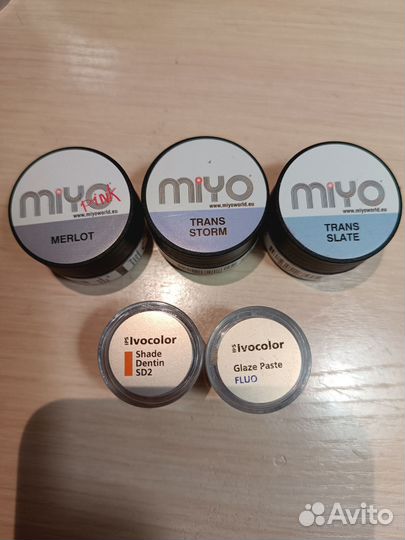 miyo
pink
www.miyoworld.eu
MERLOT
miyo
www.miyoworld.eu
TRANS
STORM
miyo
www.miyoworld.eu
TRANS
SLATE
IPS Ivocolor
Shade
Dentin
SD2
IPS Ivocolor
Glaze Paste
FLUO
Avito